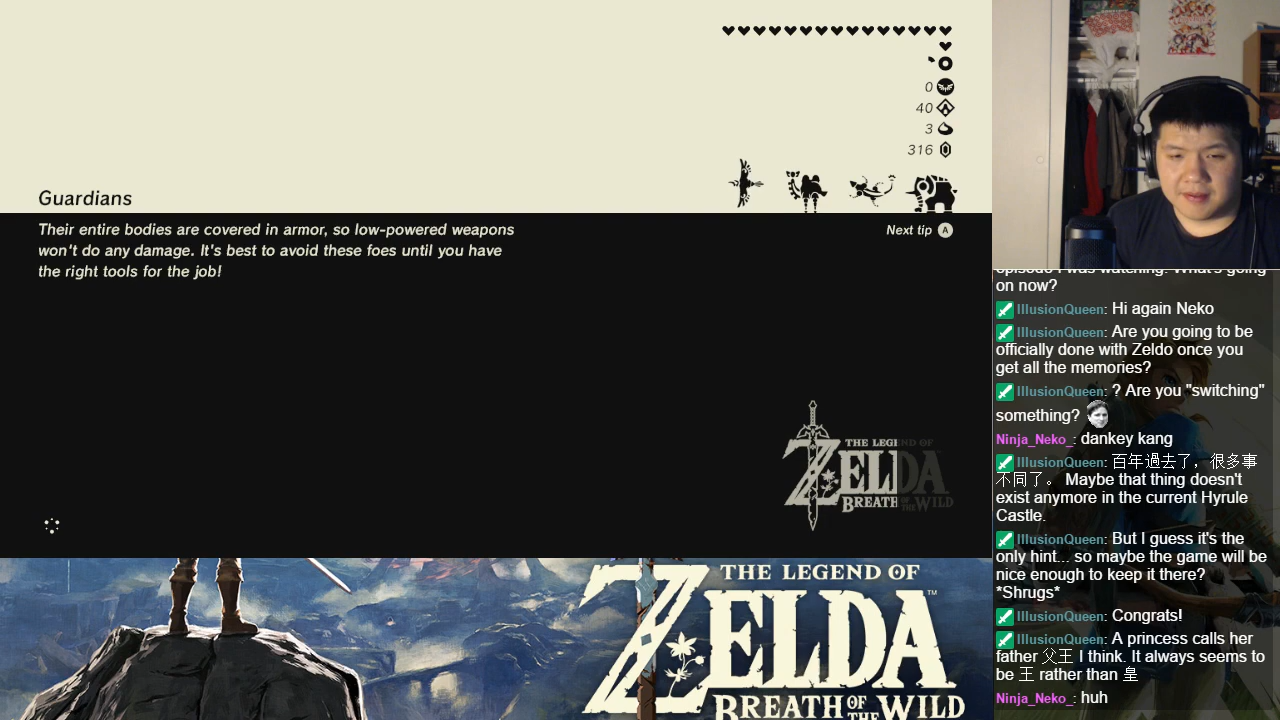 0
40
3
316
Guardians
Their entire bodies are covered in armor, so low-powered weapons
won't do any damage. It's best to avoid these foes until you have
the right tools for the job!
Next tip A
THE LEGEND OF
ZELDA
BREATH OF THE WILD
THE LEGEND OF
ZELDA™
BREATH OF THE WILD
episode I was watching. What's going
on now?
IllusionQueen: Hi again Neko
IllusionQueen: Are you going to be
officially done with Zeldo once you
get all the memories?
IllusionQueen: ? Are you "switching"
something?
Ninja_Neko_: dankey kang
IllusionQueen: 百年過去了，很多事
不同了。 Maybe that thing doesn't
exist anymore in the current Hyrule
Castle.
IllusionQueen: But I guess it's the
only hint... so maybe the game will be
nice enough to keep it there?
*Shrugs*
IllusionQueen: Congrats!
IllusionQueen: A princess calls her
father 父王 I think. It always seems to
be 王 rather than 皇
Ninja_Neko_: huh